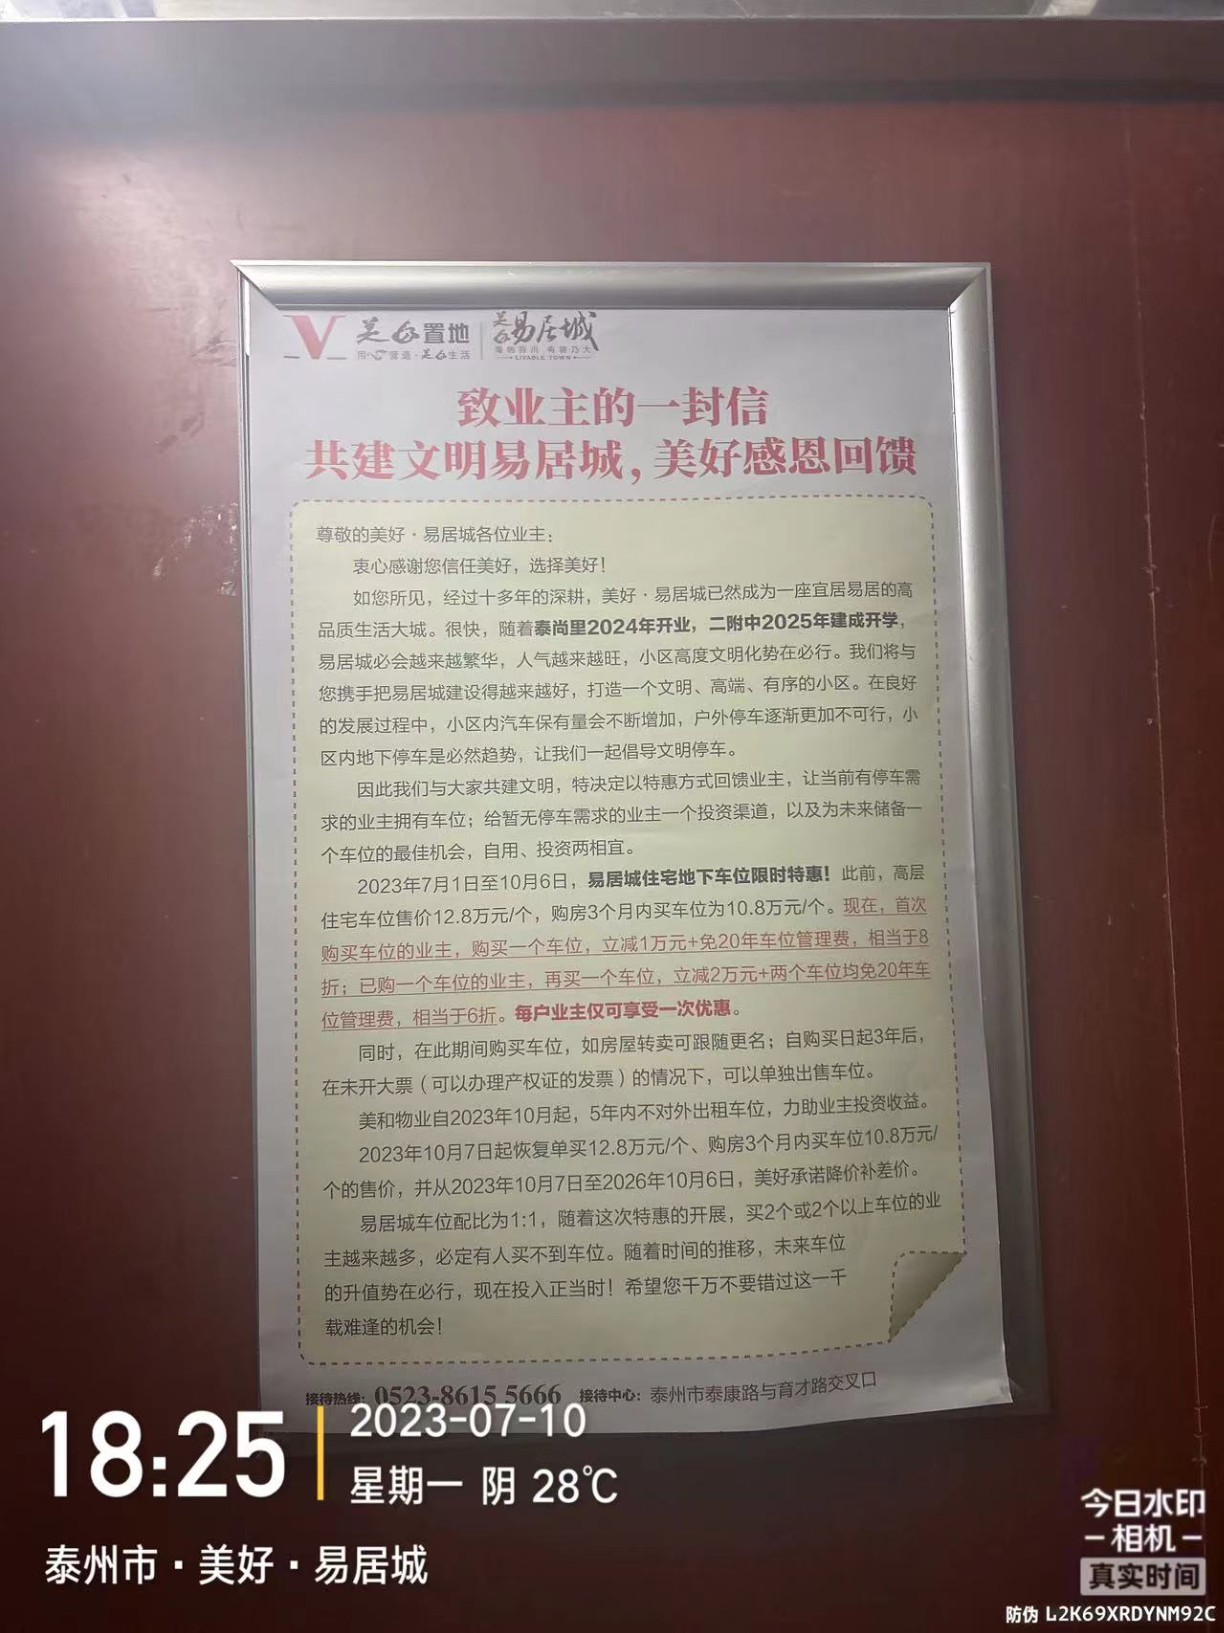 美好置地
用心营造·美好生活
美好易居城
海纳百川 有容乃大
LIVABLE TOWN
致业主的一封信
共建文明易居城，美好感恩回馈
尊敬的美好·易居城各位业主：
衷心感谢您信任美好，选择美好！
如您所见，经过十多年的深耕，美好·易居城已然成为一座宜居易居的高
品质生活大城。很快，随着泰尚里2024年开业，二附中2025年建成开学，
易居城必会越来越繁华，人气越来越旺，小区高度文明化势在必行。我们将与
您携手把易居城建设得越来越好，打造一个文明、高端、有序的小区。在良好
的发展过程中，小区内汽车保有量会不断增加，户外停车逐渐更加不可行，小
区内地下停车是必然趋势，让我们一起倡导文明停车。
因此我们与大家共建文明，特决定以特惠方式回馈业主，让当前有停车需
求的业主拥有车位；给暂无停车需求的业主一个投资渠道，以及为未来储备一
个车位的最佳机会，自用、投资两相宜。
2023年7月1日至10月6日，易居城住宅地下车位限时特惠！此前，高层
住宅车位售价12.8万元/个，购房3个月内买车位为10.8万元/个。现在，首次
购买车位的业主，购买一个车位，立减1万元+免20年车位管理费，相当于8
折；已购一个车位的业主，再买一个车位，立减2万元+两个车位均免20年车
位管理费，相当于6折。每户业主仅可享受一次优惠。
同时，在此期间购买车位，如房屋转卖可跟随更名；自购买日起3年后，
在未开大票（可以办理产权证的发票）的情况下，可以单独出售车位。
美和物业自2023年10月起，5年内不对外出租车位，力助业主投资收益。
2023年10月7日起恢复单买12.8万元/个、购房3个月内买车位10.8万元/
个的售价，并从2023年10月7日至2026年10月6日，美好承诺降价补差价。
易居城车位配比为1:1，随着这次特惠的开展，买2个或2个以上车位的业
主越来越多，必定有人买不到车位。随着时间的推移，未来车位
的升值势在必行，现在投入正当时！希望您千万不要错过这一千
载难逢的机会！
接待热线：0523-8615 5666 接待中心：泰州市泰康路与育才路交叉口
18:25
2023-07-10
星期一 阴 28℃
泰州市·美好·易居城
今日水印
-相机-
真实时间
防伪 L2K69XRDYNM92C